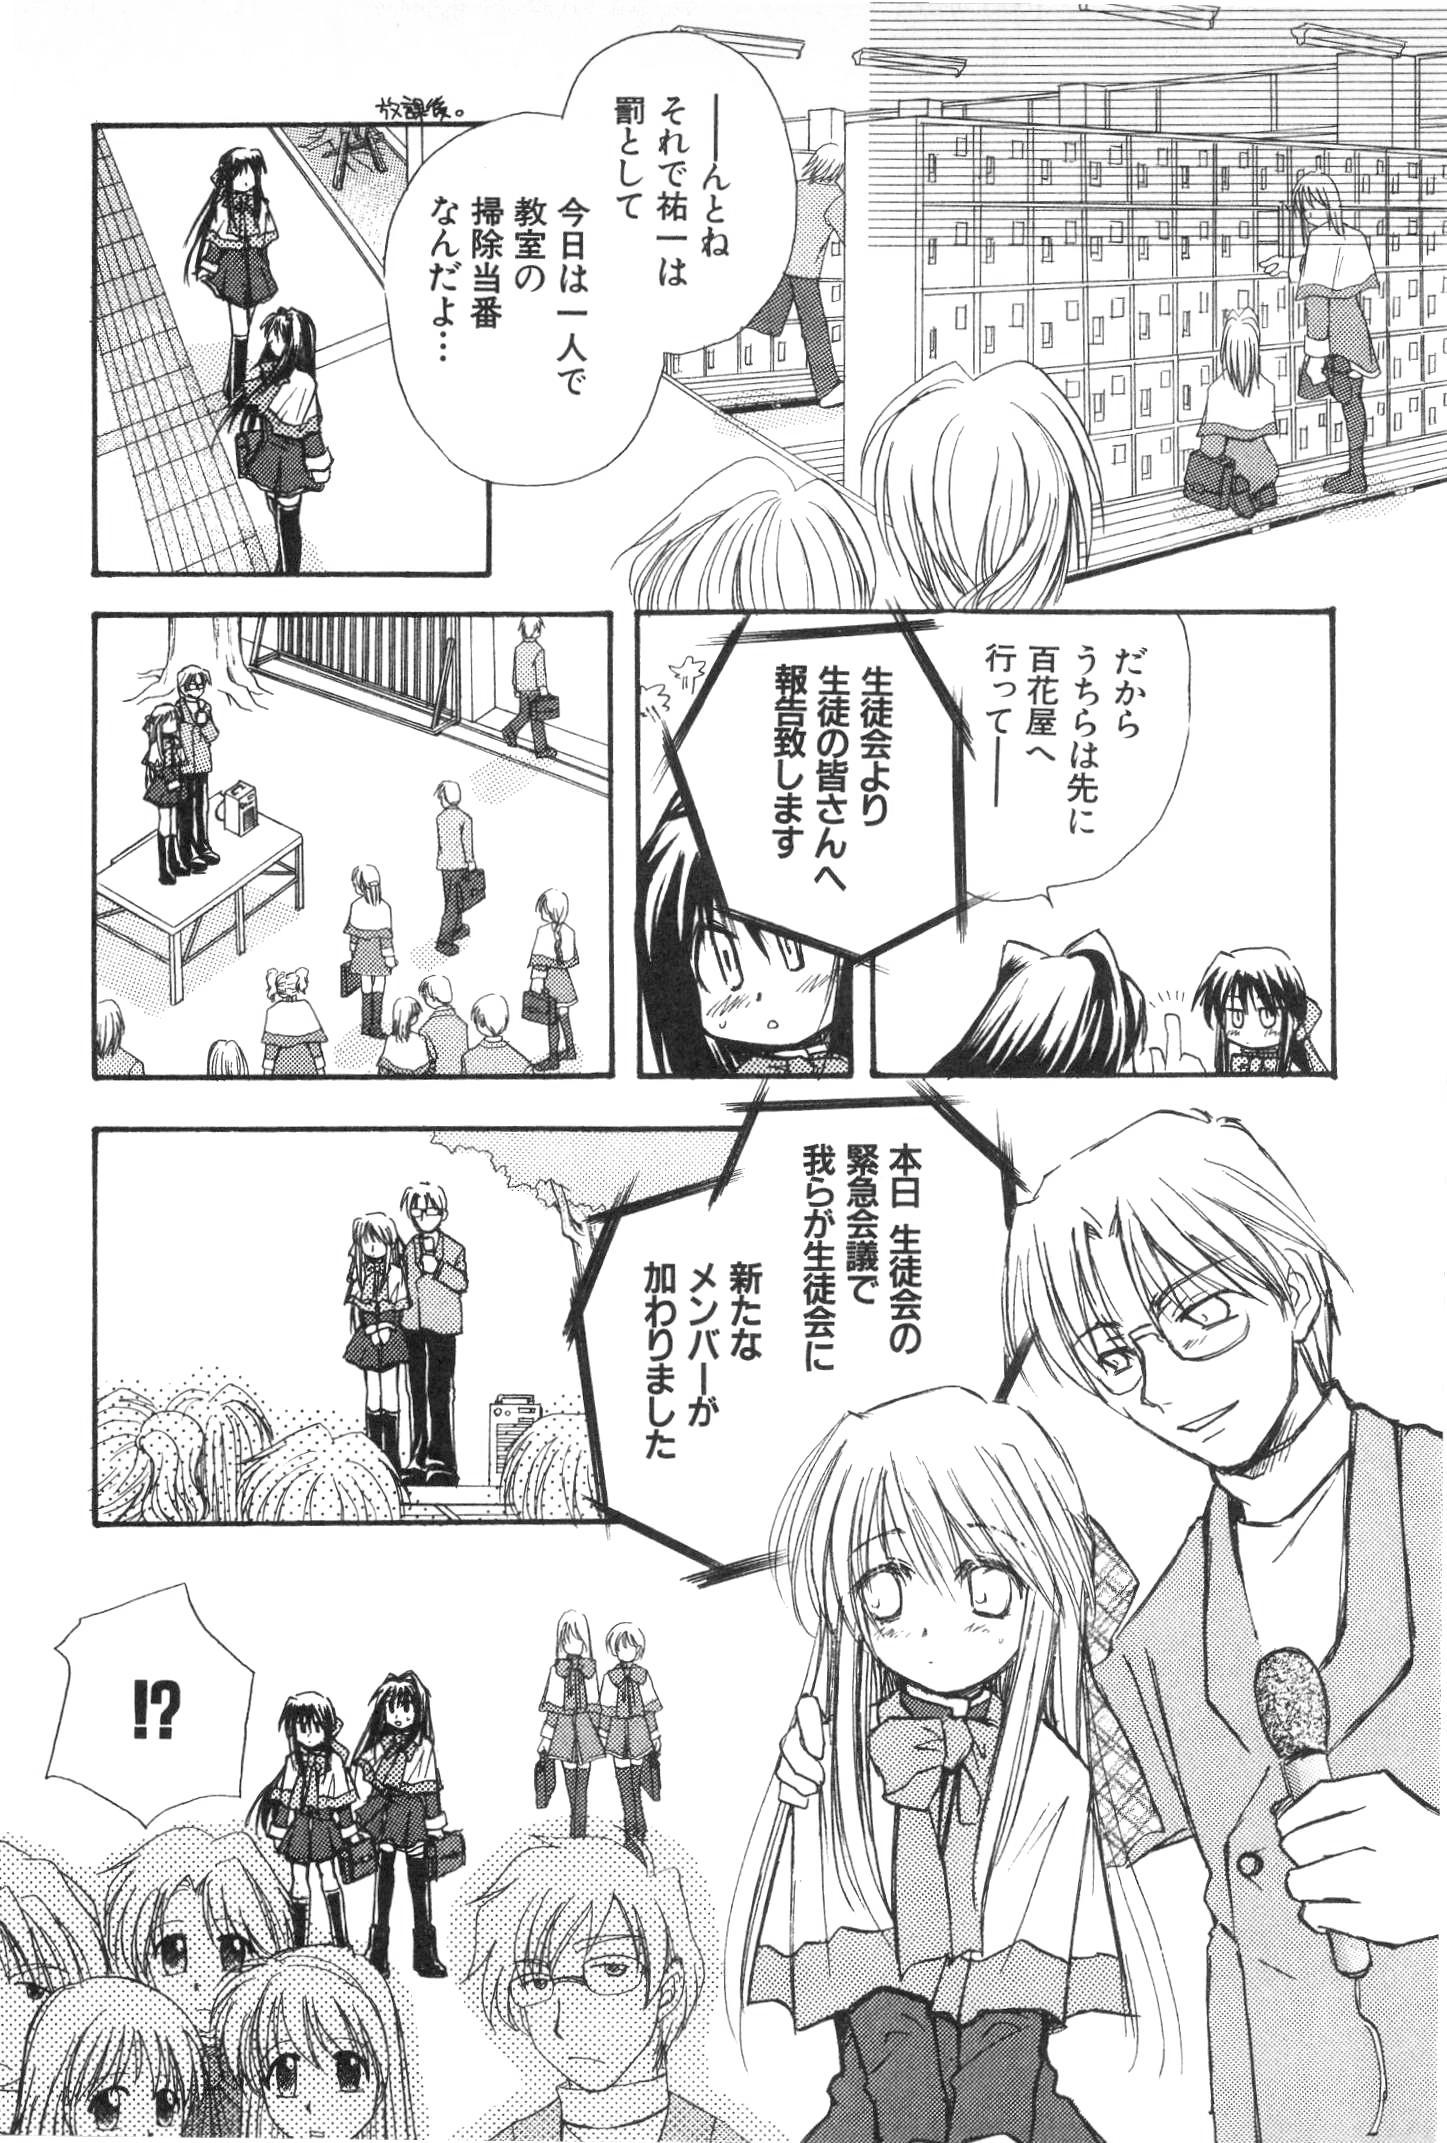 放課後。
――んとね
それで祐一は
罰として
今日は一人で
教室の
掃除当番
なんだよ…
だから
うちらは先に
百花屋へ
行って――
生徒会より
生徒の皆さんへ
報告致します
本日 生徒会の
緊急会議で
我らが生徒会に
新たな
メンバーが
加わりました
!?